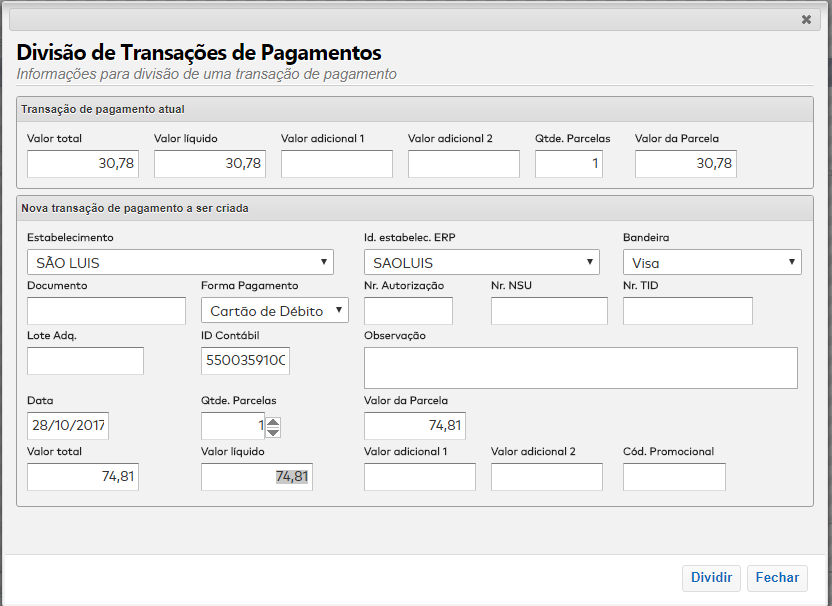 Divisão de Transações de Pagamentos
Informações para divisão de uma transação de pagamento
Transação de pagamento atual
Valor total Valor líquido Valor adicional 1 Valor adicional 2 Qtde. Parcelas Valor da Parcela
30,78 30,78 1 30,78
Nova transação de pagamento a ser criada
Estabelecimento Id. estabelec. ERP Bandeira
SÃO LUIS SAOLUIS Visa
Documento Forma Pagamento Nr. Autorização Nr. NSU Nr. TID
Cartão de Débito
Lote Adq. ID Contábil Observação
550035910
Data Qtde. Parcelas Valor da Parcela
28/10/2017 1 74,81
Valor total Valor líquido Valor adicional 1 Valor adicional 2 Cód. Promocional
74,81 74,81
Dividir Fechar